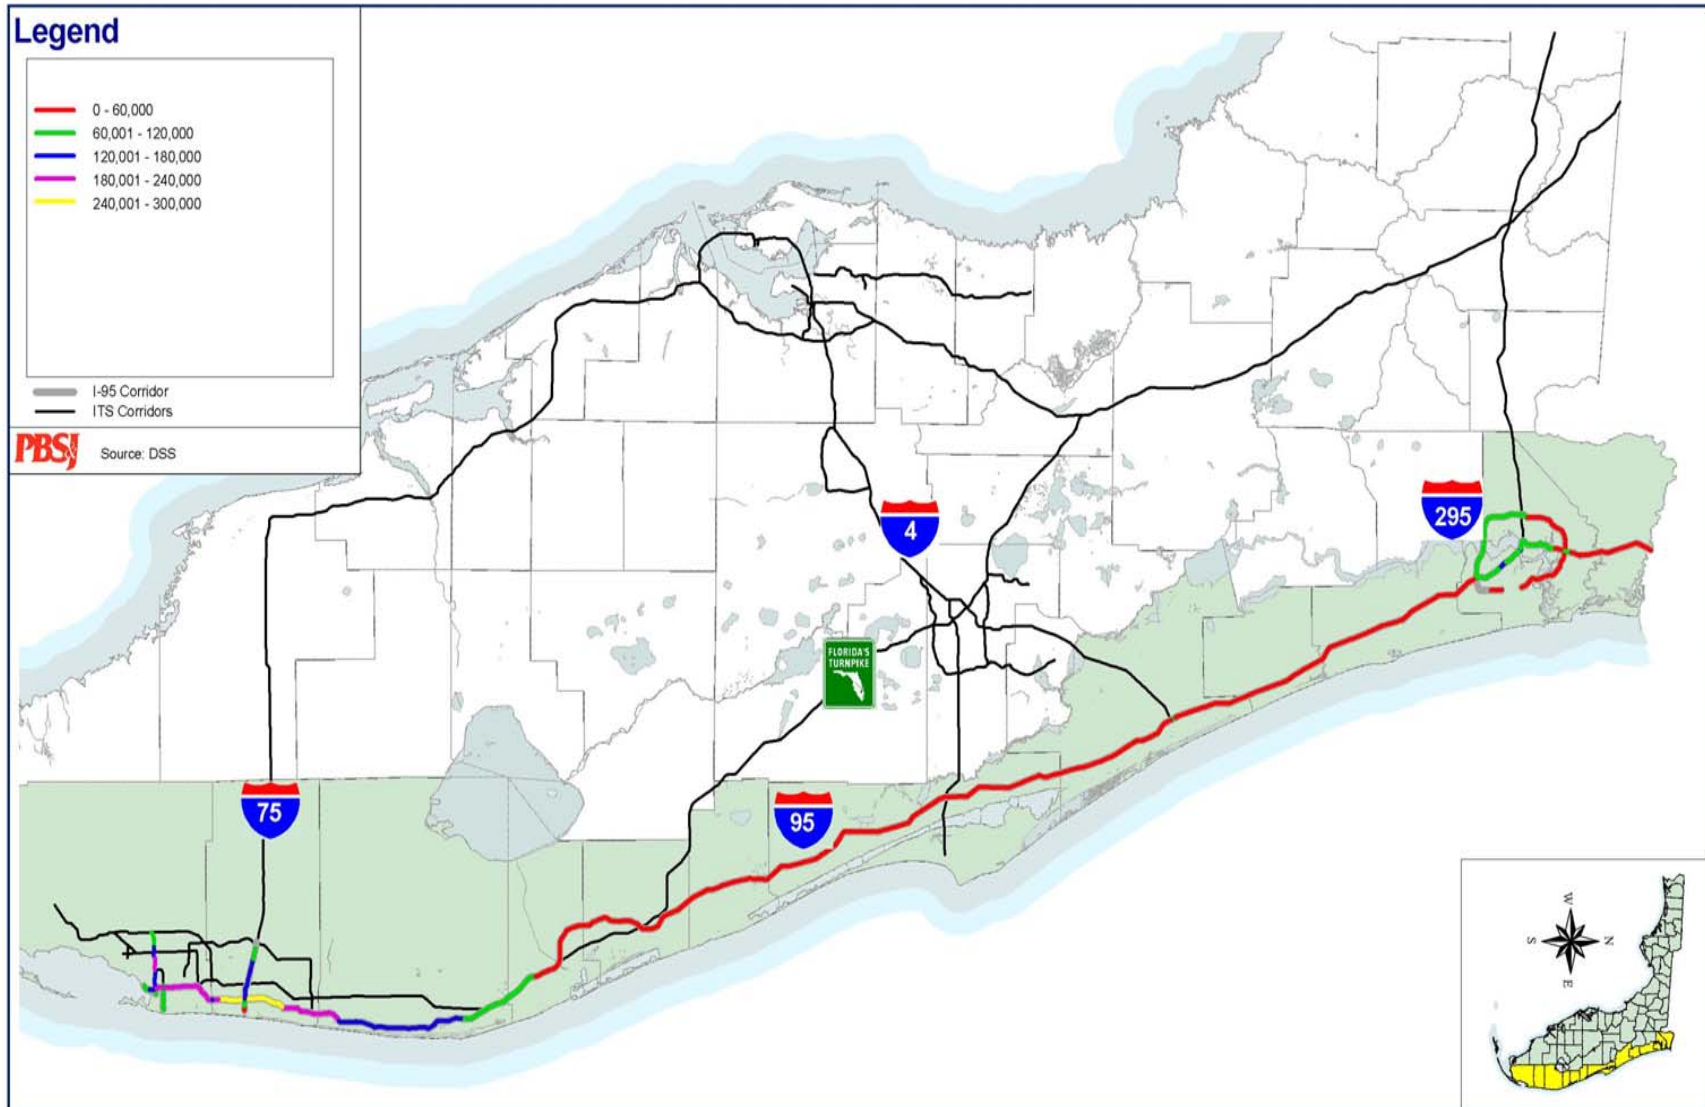 Legend
0 - 60,000
60,001 - 120,000
120,001 - 180,000
180,001 - 240,000
240,001 - 300,000
I-95 Corridor
ITS Corridors
PBSJ
Source: DSS
295
4
FLORIDA'S
TURNPIKE
75
95
W
S
N
E